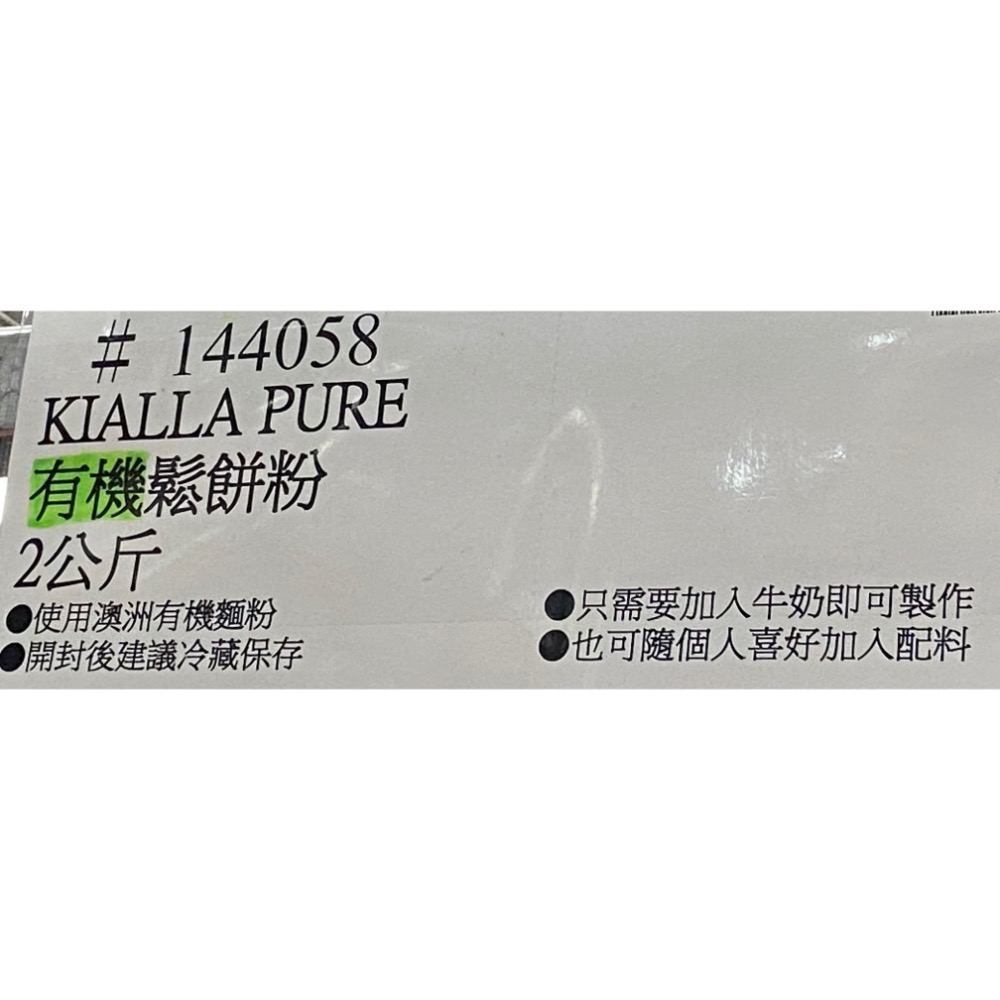 # 144058
KIALLA PURE
有機鬆餅粉
2公斤
●使用澳洲有機麵粉
●開封後建議冷藏保存
●只需要加入牛奶即可製作
●也可隨個人喜好加入配料